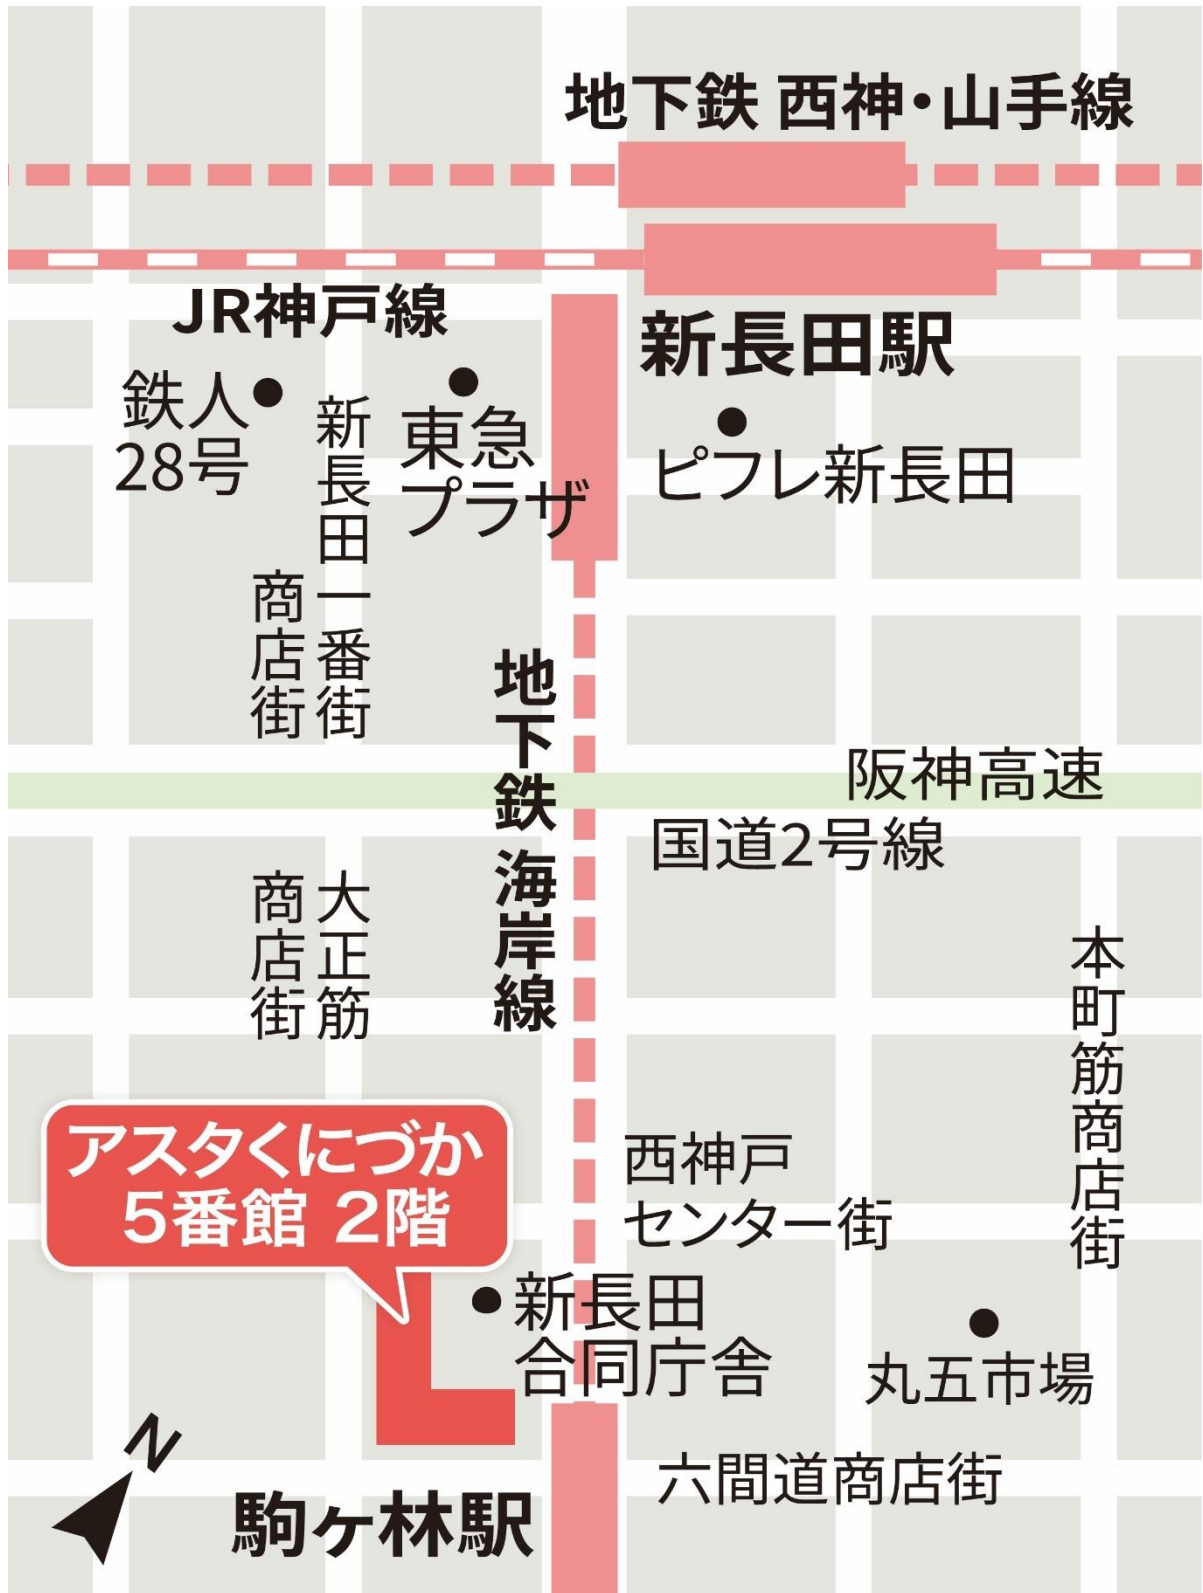 地下鉄 西神・山手線
JR神戸線
新長田駅
鉄人
28号
新長田一番街
商店街
東急
プラザ
ピフレ新長田
地下鉄 海岸線
阪神高速
国道2号線
大正筋
商店街
本町筋商店街
アスタくにづか
5番館 2階
西神戸
センター街
新長田
合同庁舎
丸五市場
六間道商店街
N
駒ヶ林駅